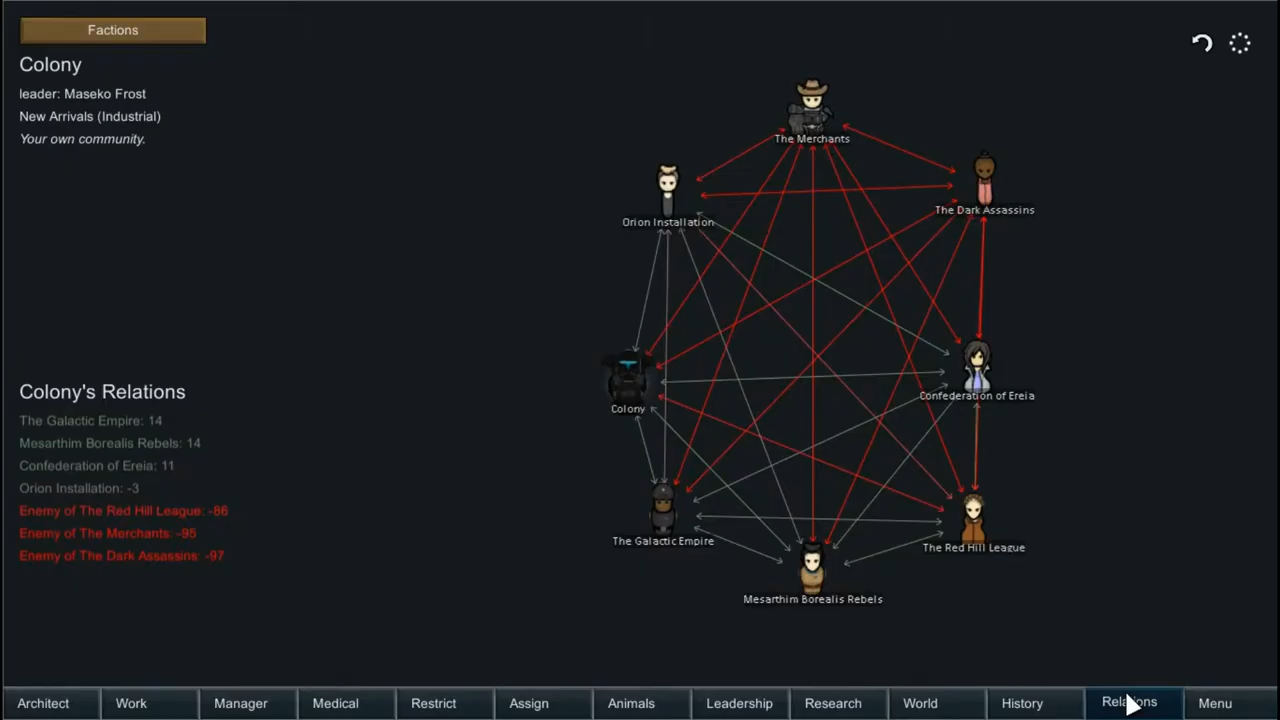 Factions
Colony
leader: Maseko Frost
New Arrivals (Industrial)
Your own community.
The Merchants
The Dark Assassins
Orion Installation
Confederation of Ereia
Colony
The Galactic Empire
The Red Hill League
Mesarthim Borealis Rebels
Colony's Relations
The Galactic Empire: 14
Mesarthim Borealis Rebels: 14
Confederation of Ereia: 11
Orion Installation: -3
Enemy of The Red Hill League: -86
Enemy of The Merchants: -95
Enemy of The Dark Assassins: -97
Architect Work Manager Medical Restrict Assign Animals Leadership Research World History Relations Menu